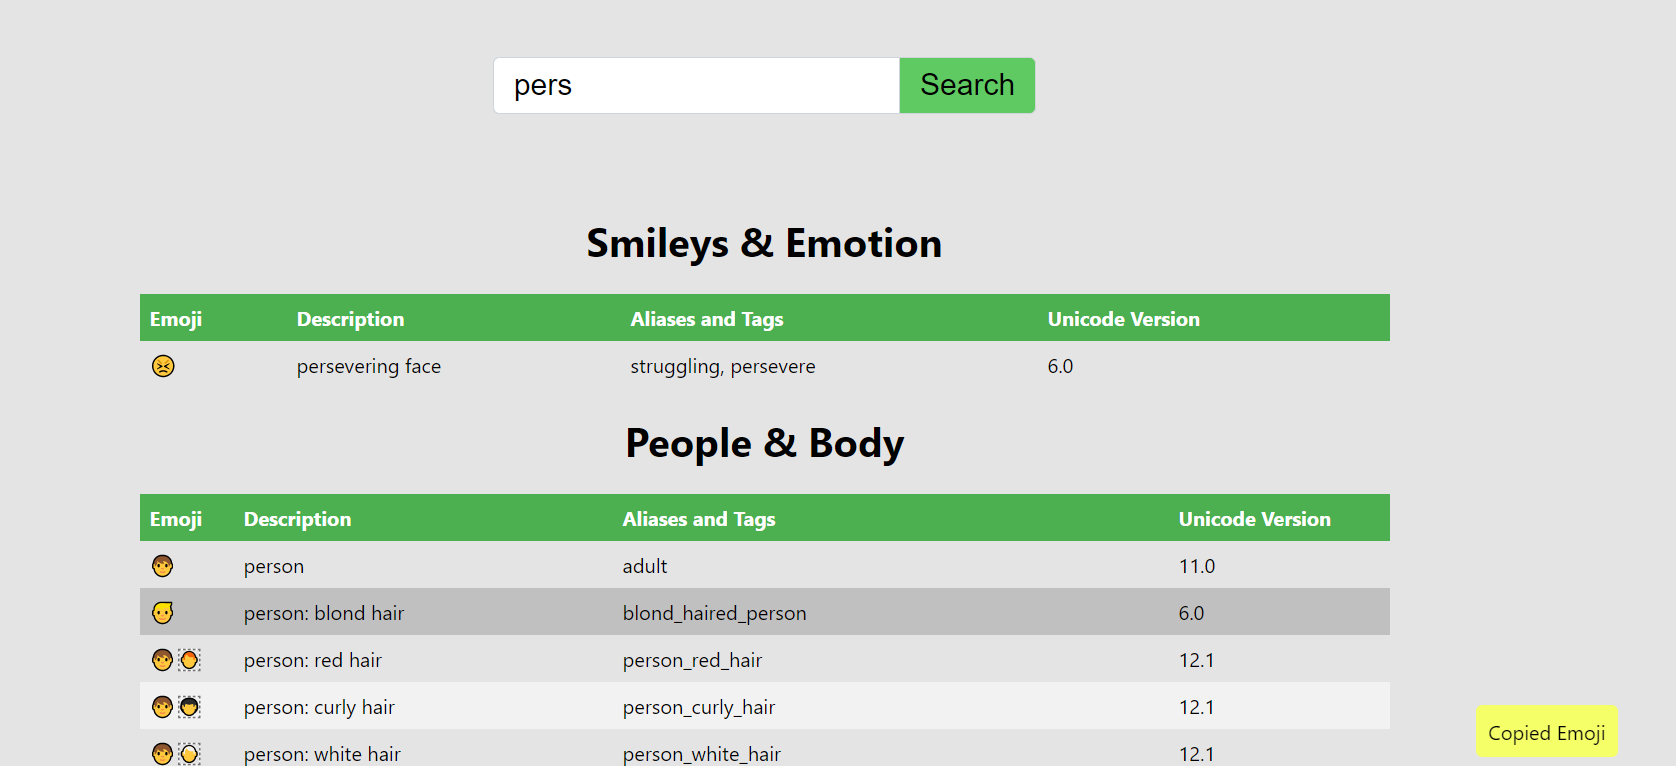 pers Search
Smileys & Emotion
Emoji Description Aliases and Tags Unicode Version
persevering face struggling, persevere 6.0
People & Body
Emoji Description Aliases and Tags Unicode Version
person adult 11.0
person: blond hair blond_haired_person 6.0
person: red hair person_red_hair 12.1
person: curly hair person_curly_hair 12.1
person: white hair person_white_hair 12.1
Copied Emoji